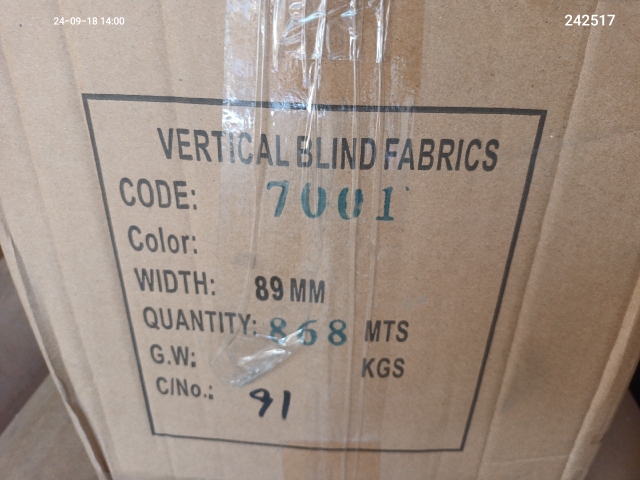 24-09-18 14:00
242517
VERTICAL BLIND FABRICS
CODE: 7001
Color:
WIDTH: 89 MM
QUANTITY: 868 MTS
G.W: KGS
C/No.: 91